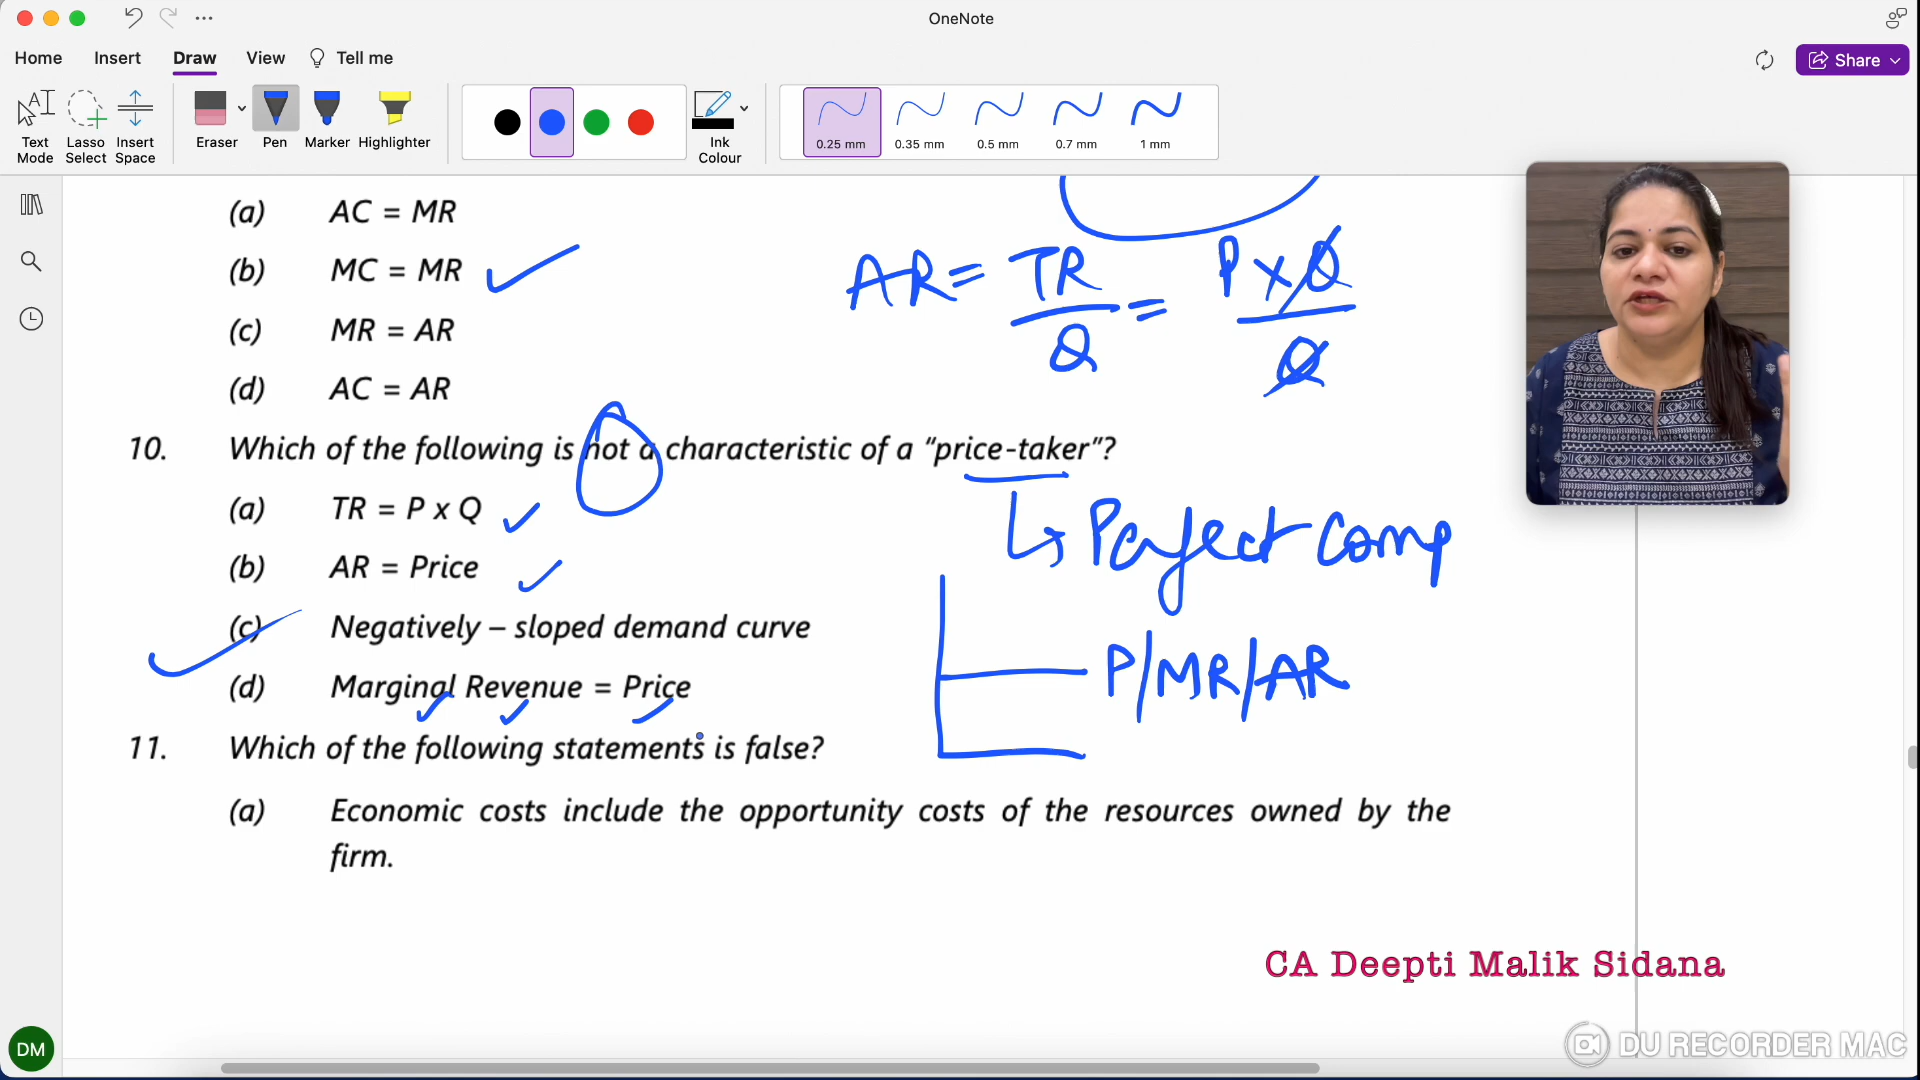 OneNote
Home Insert Draw View Tell me
Share
Text Mode
Lasso Select
Insert Space
Eraser
Pen
Marker
Highlighter
Ink Colour
0.25 mm
0.35 mm
0.5 mm
0.7 mm
1 mm
(a) AC = MR
(b) MC = MR
(c) MR = AR
(d) AC = AR
AR = TR/Q = P x Q/Q
10. Which of the following is not a characteristic of a “price-taker”?
(a) TR = P x Q
Perfect Comp
(b) AR = Price
(c) Negatively – sloped demand curve
P/MR/AR
(d) Marginal Revenue = Price
11. Which of the following statements is false?
(a) Economic costs include the opportunity costs of the resources owned by the
firm.
CA Deepti Malik Sidana
DM
DU RECORDER MAC